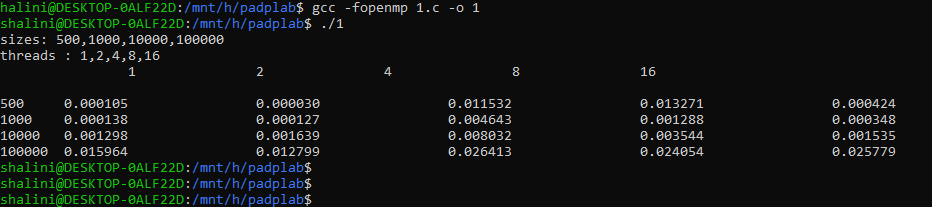 halini@DESKTOP-0ALF22D:/mnt/h/padplab$ gcc -fopenmp 1.c -o 1
shalini@DESKTOP-0ALF22D:/mnt/h/padplab$ ./1
sizes: 500,1000,10000,100000
threads : 1,2,4,8,16
1 2 4 8 16
500 0.000105 0.000030 0.011532 0.013271 0.000424
1000 0.000138 0.000127 0.004643 0.001288 0.000348
10000 0.001298 0.001639 0.008032 0.003544 0.001535
100000 0.015964 0.012799 0.026413 0.024054 0.025779
shalini@DESKTOP-0ALF22D:/mnt/h/padplab$
shalini@DESKTOP-0ALF22D:/mnt/h/padplab$
shalini@DESKTOP-0ALF22D:/mnt/h/padplab$